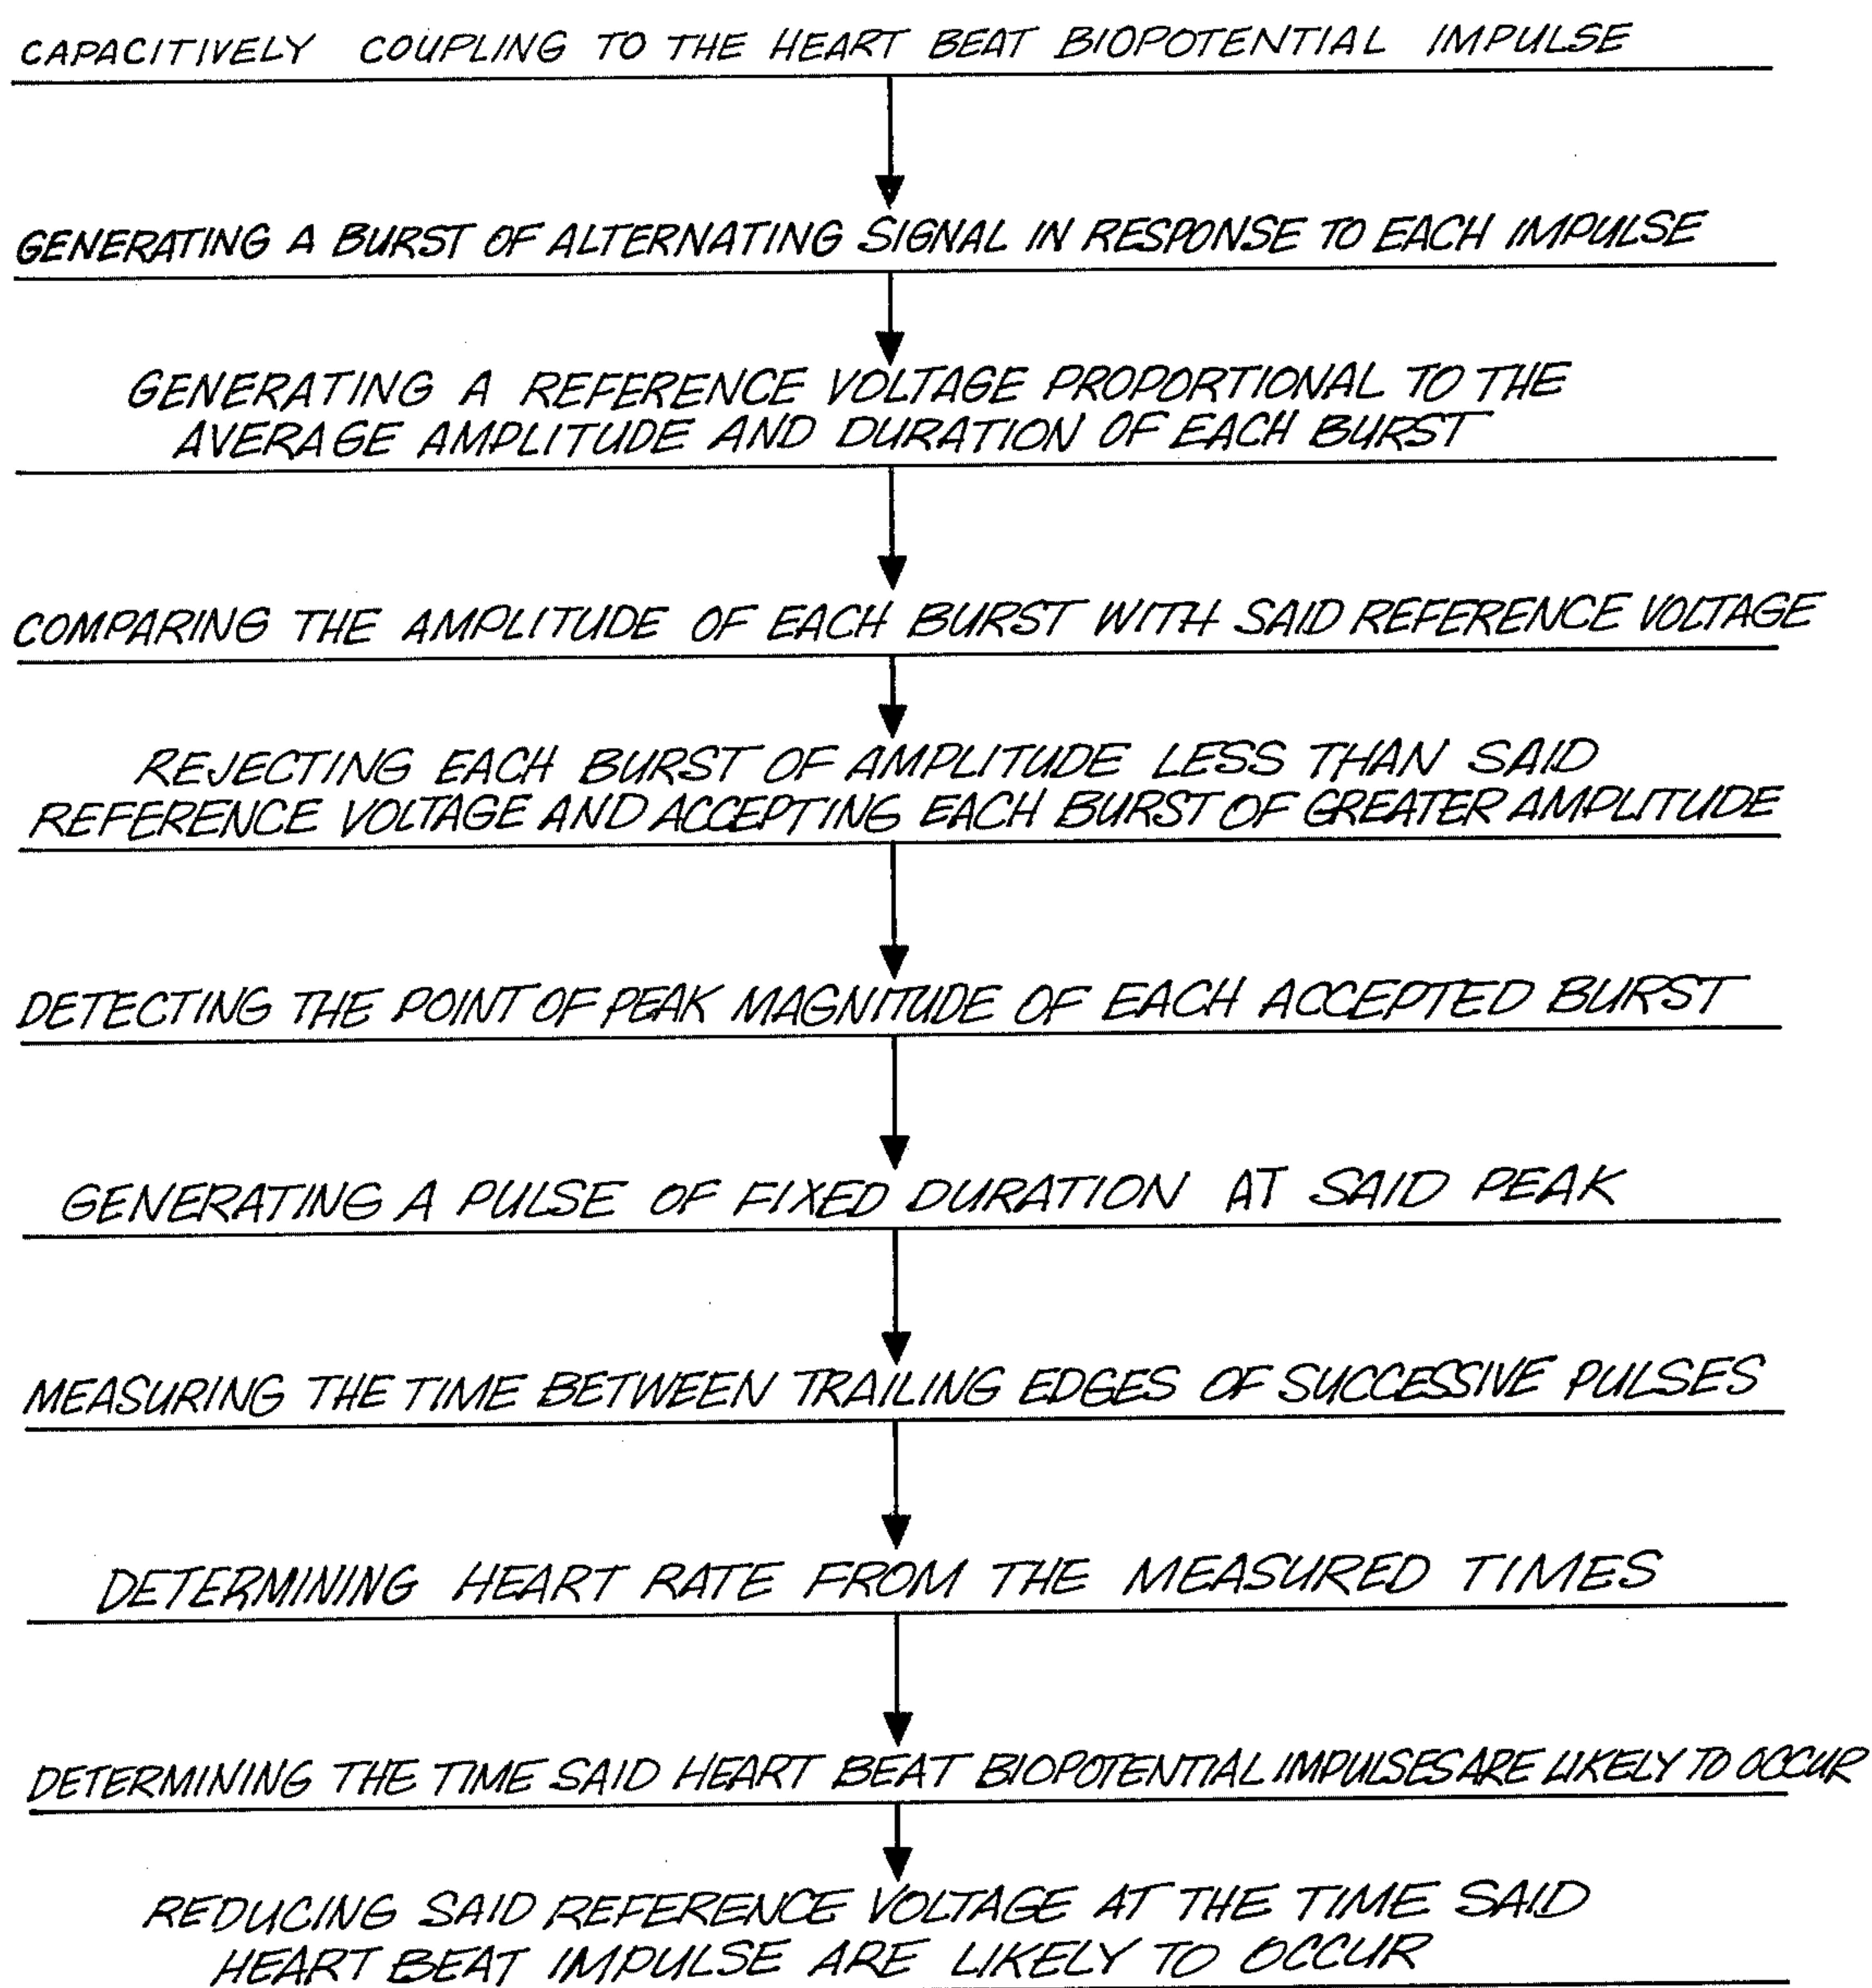 CAPACITIVELY COUPLING TO THE HEART BEAT BIOPOTENTIAL IMPULSE
GENERATING A BURST OF ALTERNATING SIGNAL IN RESPONSE TO EACH IMPULSE
GENERATING A REFERENCE VOLTAGE PROPORTIONAL TO THE
AVERAGE AMPLITUDE AND DURATION OF EACH BURST
COMPARING THE AMPLITUDE OF EACH BURST WITH SAID REFERENCE VOLTAGE
REJECTING EACH BURST OF AMPLITUDE LESS THAN SAID
REFERENCE VOLTAGE AND ACCEPTING EACH BURST OF GREATER AMPLITUDE
DETECTING THE POINT OF PEAK MAGNITUDE OF EACH ACCEPTED BURST
GENERATING A PULSE OF FIXED DURATION AT SAID PEAK
MEASURING THE TIME BETWEEN TRAILING EDGES OF SUCCESSIVE PULSES
DETERMINING HEART RATE FROM THE MEASURED TIMES
DETERMINING THE TIME SAID HEART BEAT BIOPOTENTIAL IMPULSES ARE LIKELY TO OCCUR
REDUCING SAID REFERENCE VOLTAGE AT THE TIME SAID
HEART BEAT IMPULSE ARE LIKELY TO OCCUR